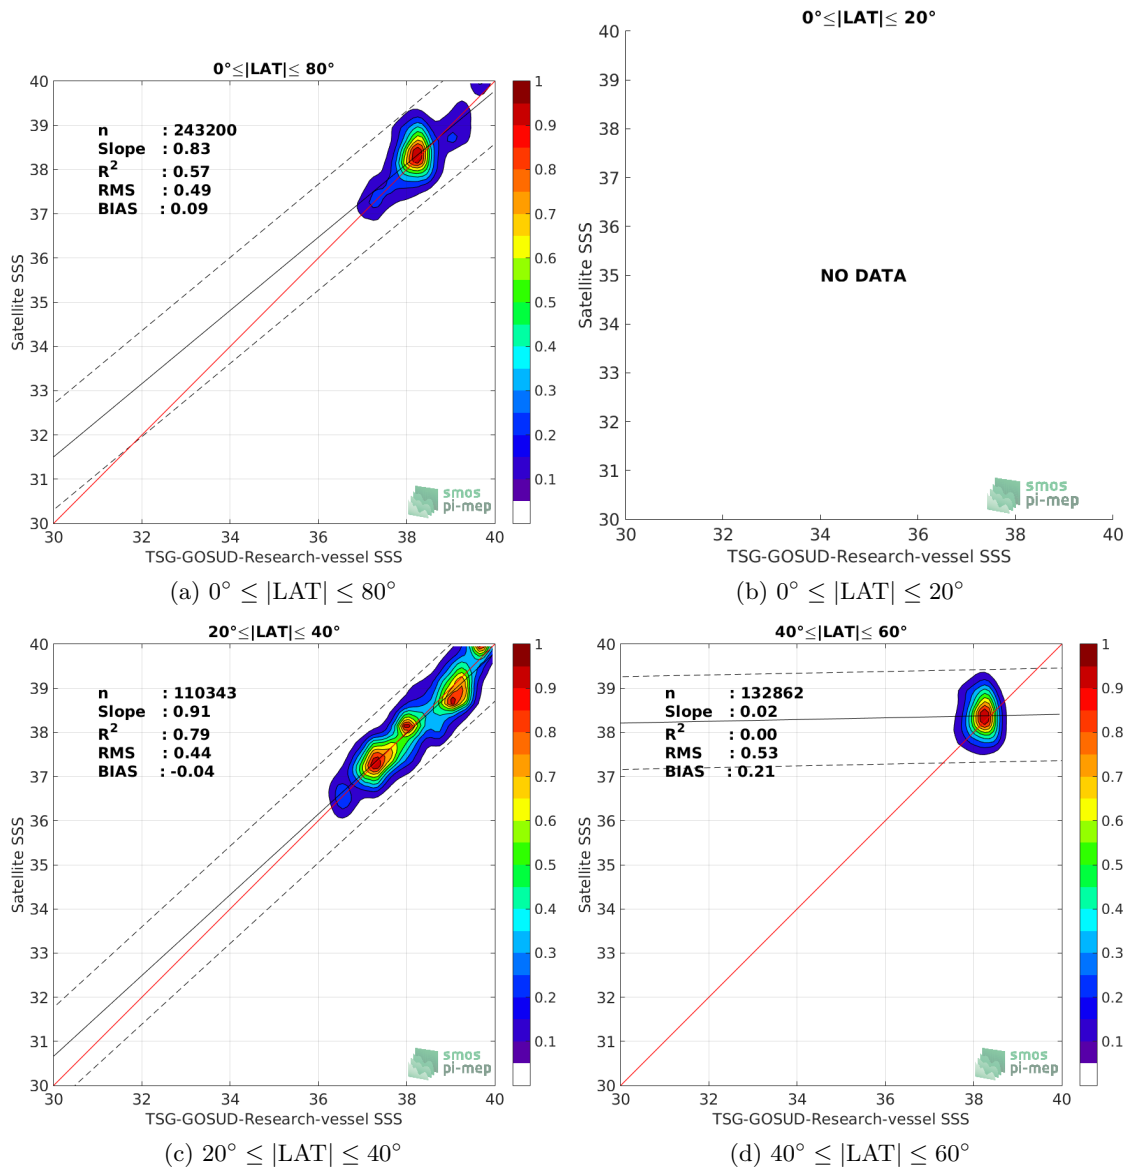 0°≤|LAT|≤ 80°
40
39
38
37
36
35
34
33
32
31
30
n : 243200
Slope : 0.83
R² : 0.57
RMS : 0.49
BIAS : 0.09
Satellite SSS
30 32 34 36 38 40
TSG-GOSUD-Research-vessel SSS
1
0.9
0.8
0.7
0.6
0.5
0.4
0.3
0.2
0.1
smos
pi-mep
(a) 0° ≤ |LAT| ≤ 80°
0°≤|LAT|≤ 20°
40
39
38
37
36
35
34
33
32
31
30
Satellite SSS
NO DATA
smos
pi-mep
30 32 34 36 38 40
TSG-GOSUD-Research-vessel SSS
(b) 0° ≤ |LAT| ≤ 20°
20°≤|LAT|≤ 40°
40
39
38
37
36
35
34
33
32
31
30
n : 110343
Slope : 0.91
R² : 0.79
RMS : 0.44
BIAS : -0.04
Satellite SSS
30 32 34 36 38 40
TSG-GOSUD-Research-vessel SSS
1
0.9
0.8
0.7
0.6
0.5
0.4
0.3
0.2
0.1
smos
pi-mep
(c) 20° ≤ |LAT| ≤ 40°
40°≤|LAT|≤ 60°
40
39
38
37
36
35
34
33
32
31
30
n : 132862
Slope : 0.02
R² : 0.00
RMS : 0.53
BIAS : 0.21
Satellite SSS
30 32 34 36 38 40
TSG-GOSUD-Research-vessel SSS
1
0.9
0.8
0.7
0.6
0.5
0.4
0.3
0.2
0.1
smos
pi-mep
(d) 40° ≤ |LAT| ≤ 60°